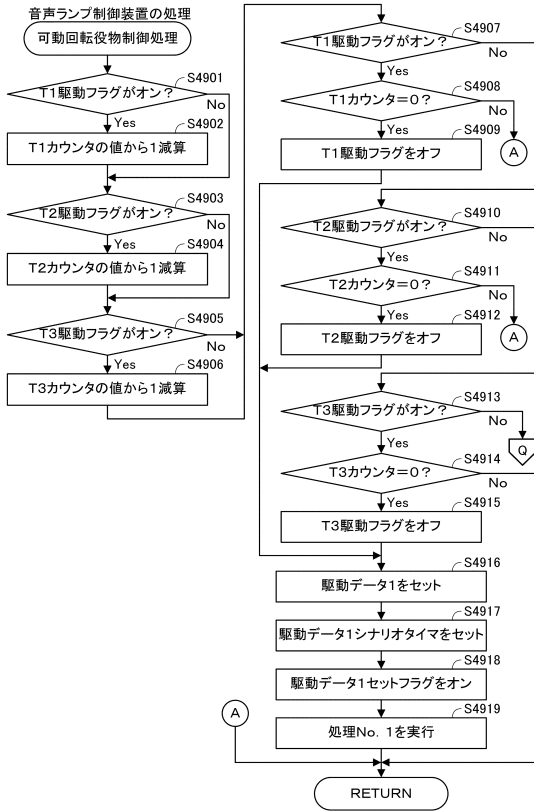 音声ランプ制御装置の処理
可動回転役物制御処理
S4901
T1駆動フラグがオン?
No
Yes
S4902
T1カウンタの値から1減算
S4903
T2駆動フラグがオン?
No
Yes
S4904
T2カウンタの値から1減算
S4905
T3駆動フラグがオン?
No
Yes
S4906
T3カウンタの値から1減算
S4907
T1駆動フラグがオン?
No
Yes
S4908
T1カウンタ=0?
No
Yes
S4909
T1駆動フラグをオフ
A
S4910
T2駆動フラグがオン?
No
Yes
S4911
T2カウンタ=0?
No
Yes
S4912
T2駆動フラグをオフ
A
S4913
T3駆動フラグがオン?
No
Yes
Q
S4914
T3カウンタ=0?
No
Yes
S4915
T3駆動フラグをオフ
S4916
駆動データ1をセット
S4917
駆動データ1シナリオタイマをセット
S4918
駆動データ1セットフラグをオン
S4919
処理No. 1を実行
A
RETURN